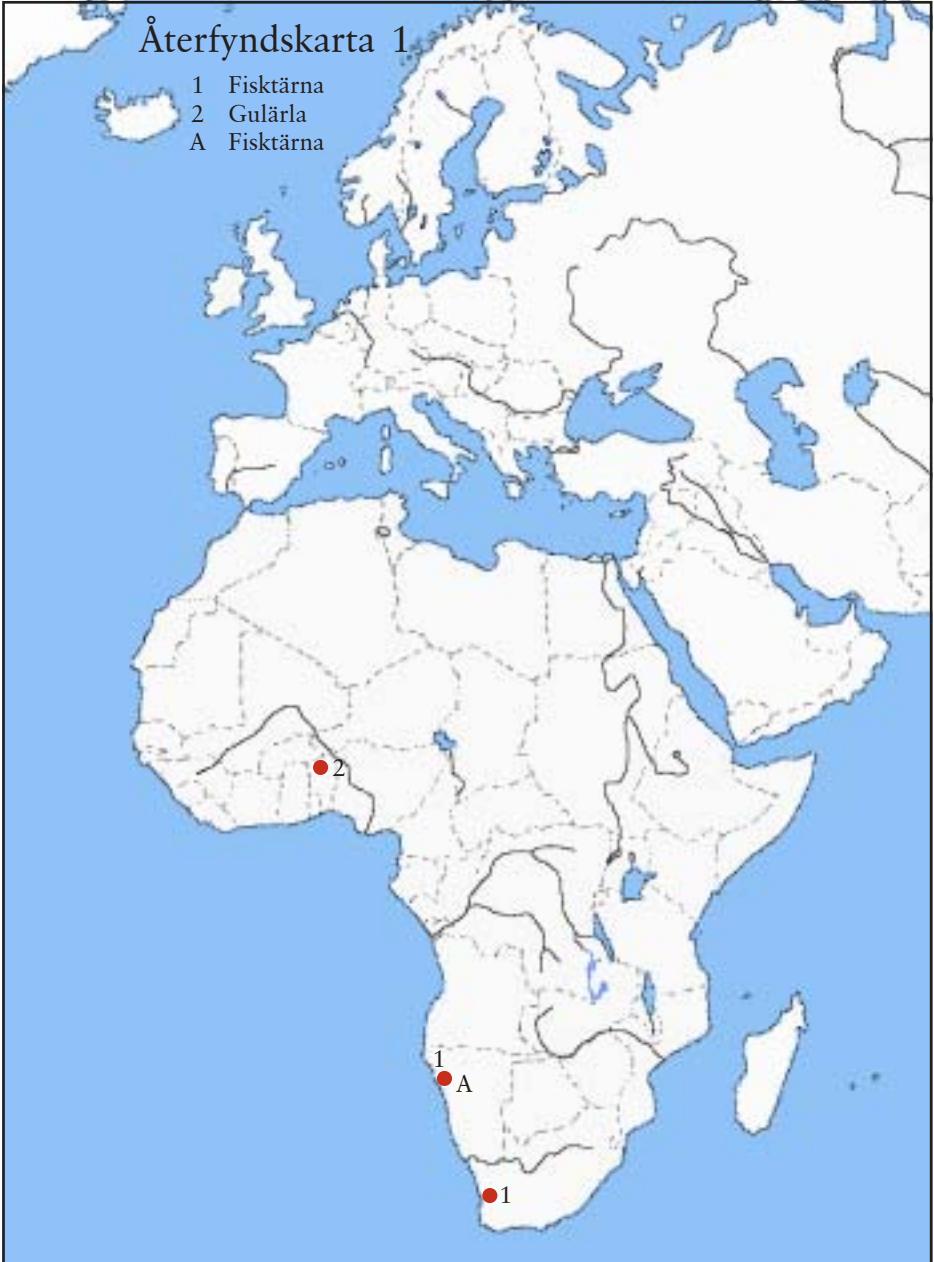 Återfyndskarta 1
1 Fisktärna
2 Gulärla
A Fisktärna
2
1
A
1